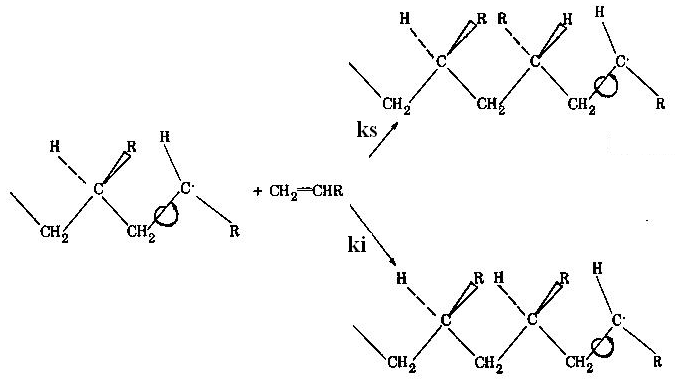 H R R H H
C C C·
CH2 CH2 CH2 R
ks
H R H
C C·
+ CH2=CHR
CH2 CH2 R
ki
H R H R H
C C C·
CH2 CH2 CH2 R